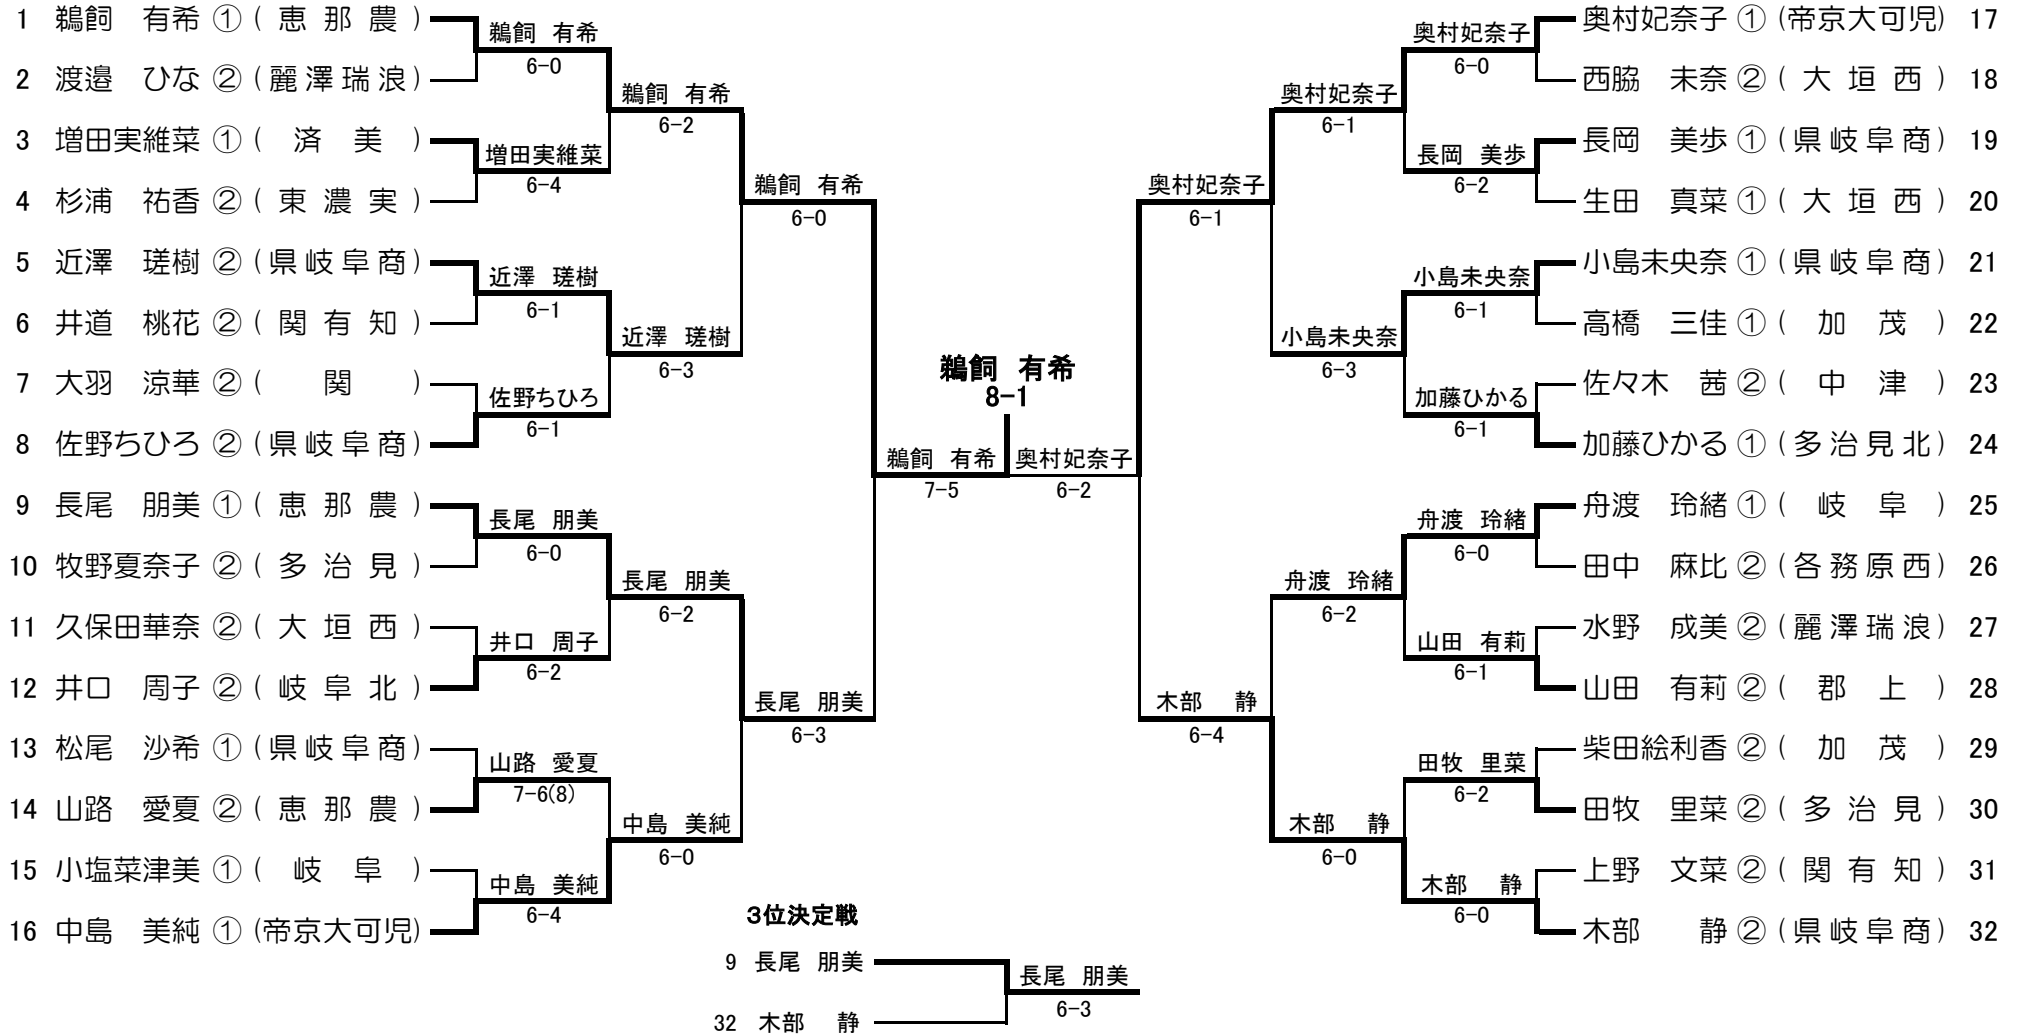 1 鵜飼 有希 ① ( 恵 那 農 )
2 渡邉 ひな ② ( 麗 澤 瑞 浪 )
3 増田実維菜 ① ( 済 美 )
4 杉浦 祐香 ② ( 東 濃 実 )
5 近澤 瑳樹 ② ( 県 岐 阜 商 )
6 井道 桃花 ② ( 関 有 知 )
7 大羽 涼華 ② ( 関 )
8 佐野ちひろ ② ( 県 岐 阜 商 )
9 長尾 朋美 ① ( 恵 那 農 )
10 牧野夏奈子 ② ( 多 治 見 )
11 久保田華奈 ② ( 大 垣 西 )
12 井口 周子 ② ( 岐 阜 北 )
13 松尾 沙希 ① ( 県 岐 阜 商 )
14 山路 愛夏 ② ( 恵 那 農 )
15 小塩菜津美 ① ( 岐 阜 )
16 中島 美純 ① (帝京大可児)
鵜飼 有希
6-0
増田実維菜
6-4
近澤 瑳樹
6-1
佐野ちひろ
6-1
長尾 朋美
6-0
井口 周子
6-2
山路 愛夏
7-6(8)
中島 美純
6-4
鵜飼 有希
6-2
近澤 瑳樹
6-3
長尾 朋美
6-2
中島 美純
6-0
鵜飼 有希
6-0
長尾 朋美
6-3
鵜飼 有希
7-5
鵜飼 有希
8-1
奥村妃奈子
6-2
奥村妃奈子
6-1
木部 静
6-4
奥村妃奈子
6-1
小島未央奈
6-3
舟渡 玲緒
6-2
木部 静
6-0
奥村妃奈子
6-0
長岡 美歩
6-2
小島未央奈
6-1
加藤ひかる
6-1
舟渡 玲緒
6-0
山田 有莉
6-1
田牧 里菜
6-2
木部 静
6-0
奥村妃奈子 ① (帝京大可児) 17
西脇 未奈 ② ( 大 垣 西 ) 18
長岡 美歩 ① ( 県 岐 阜 商 ) 19
生田 真菜 ① ( 大 垣 西 ) 20
小島未央奈 ① ( 県 岐 阜 商 ) 21
高橋 三佳 ① ( 加 茂 ) 22
佐々木 茜 ② ( 中 津 ) 23
加藤ひかる ① ( 多 治 見 北 ) 24
舟渡 玲緒 ① ( 岐 阜 ) 25
田中 麻比 ② ( 各 務 原 西 ) 26
水野 成美 ② ( 麗 澤 瑞 浪 ) 27
山田 有莉 ② ( 郡 上 ) 28
柴田絵利香 ② ( 加 茂 ) 29
田牧 里菜 ② ( 多 治 見 ) 30
上野 文菜 ② ( 関 有 知 ) 31
木部 静 ② ( 県 岐 阜 商 ) 32
3位決定戦
9 長尾 朋美
32 木部 静
長尾 朋美
6-3